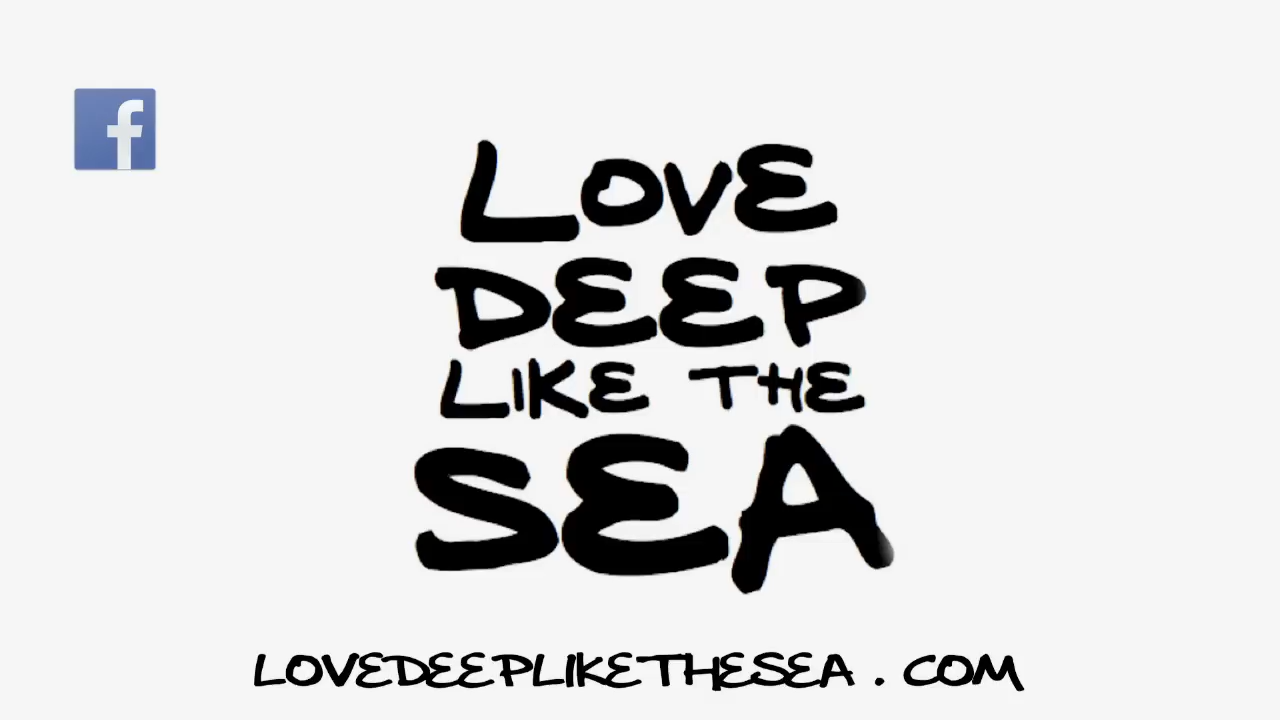 f
LOVE
DEEP
LIKE THE
SEA
LOVEDEEPLIKETHESEA . COM